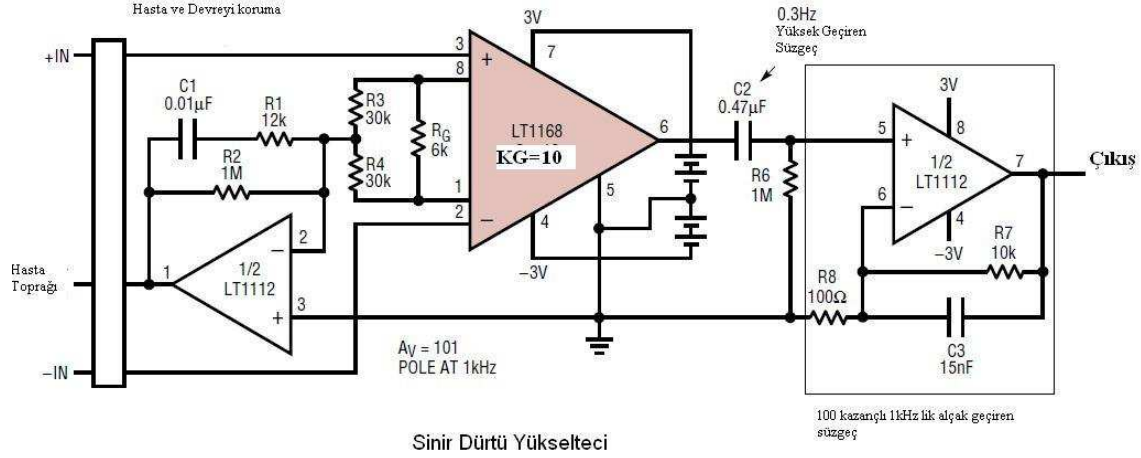 Hasta ve Devreyi koruma
+IN
C1
0.01µF
R1
12k
R2
1M
R3
30k
R4
30k
RG
6k
3
8
1
2
+
−
3V
7
LT1168
KG=10
6
5
4
−3V
0.3Hz
Yüksek Geçiren
Süzgeç
C2
0.47µF
R6
1M
3V
8
5
+
1/2
LT1112
6
−
7
4
−3V
Çıkış
R7
10k
R8
100Ω
C3
15nF
Hasta
Toprağı
1
1/2
LT1112
2
−
3
+
−IN
AV = 101
POLE AT 1kHz
100 kazançlı 1kHz lik alçak geçiren
süzgeç
Sinir Dürtü Yükselteci